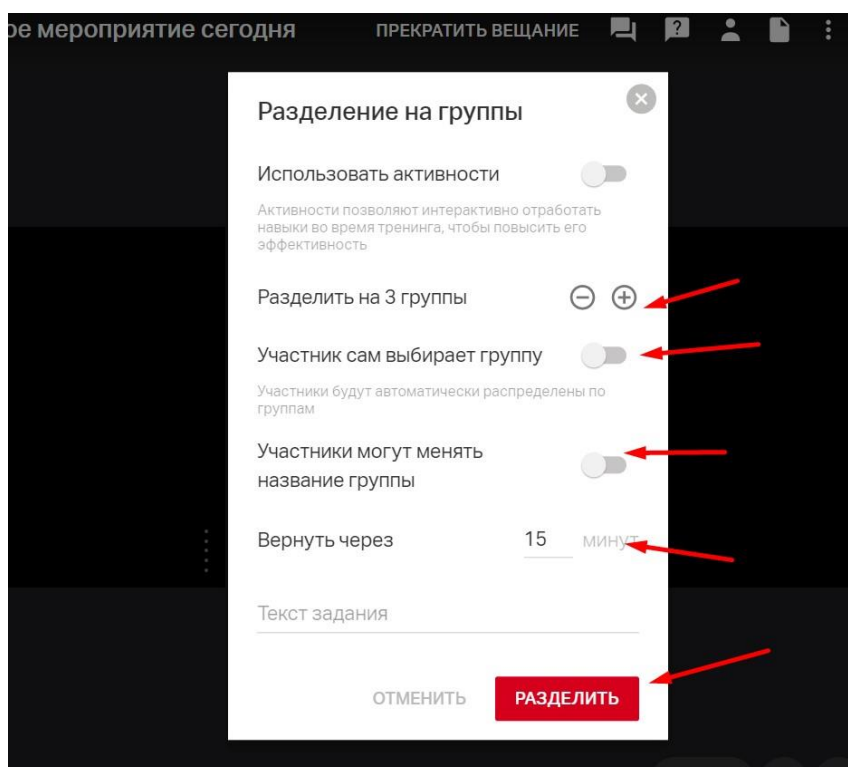 ое мероприятие сегодня ПРЕКРАТИТЬ ВЕЩАНИЕ
Разделение на группы
Использовать активности
Активности позволяют интерактивно отработать
навыки во время тренинга, чтобы повысить его
эффективность
Разделить на 3 группы
Участник сам выбирает группу
Участники будут автоматически распределены по
группам
Участники могут менять
название группы
Вернуть через 15 минут
Текст задания
ОТМЕНИТЬ РАЗДЕЛИТЬ